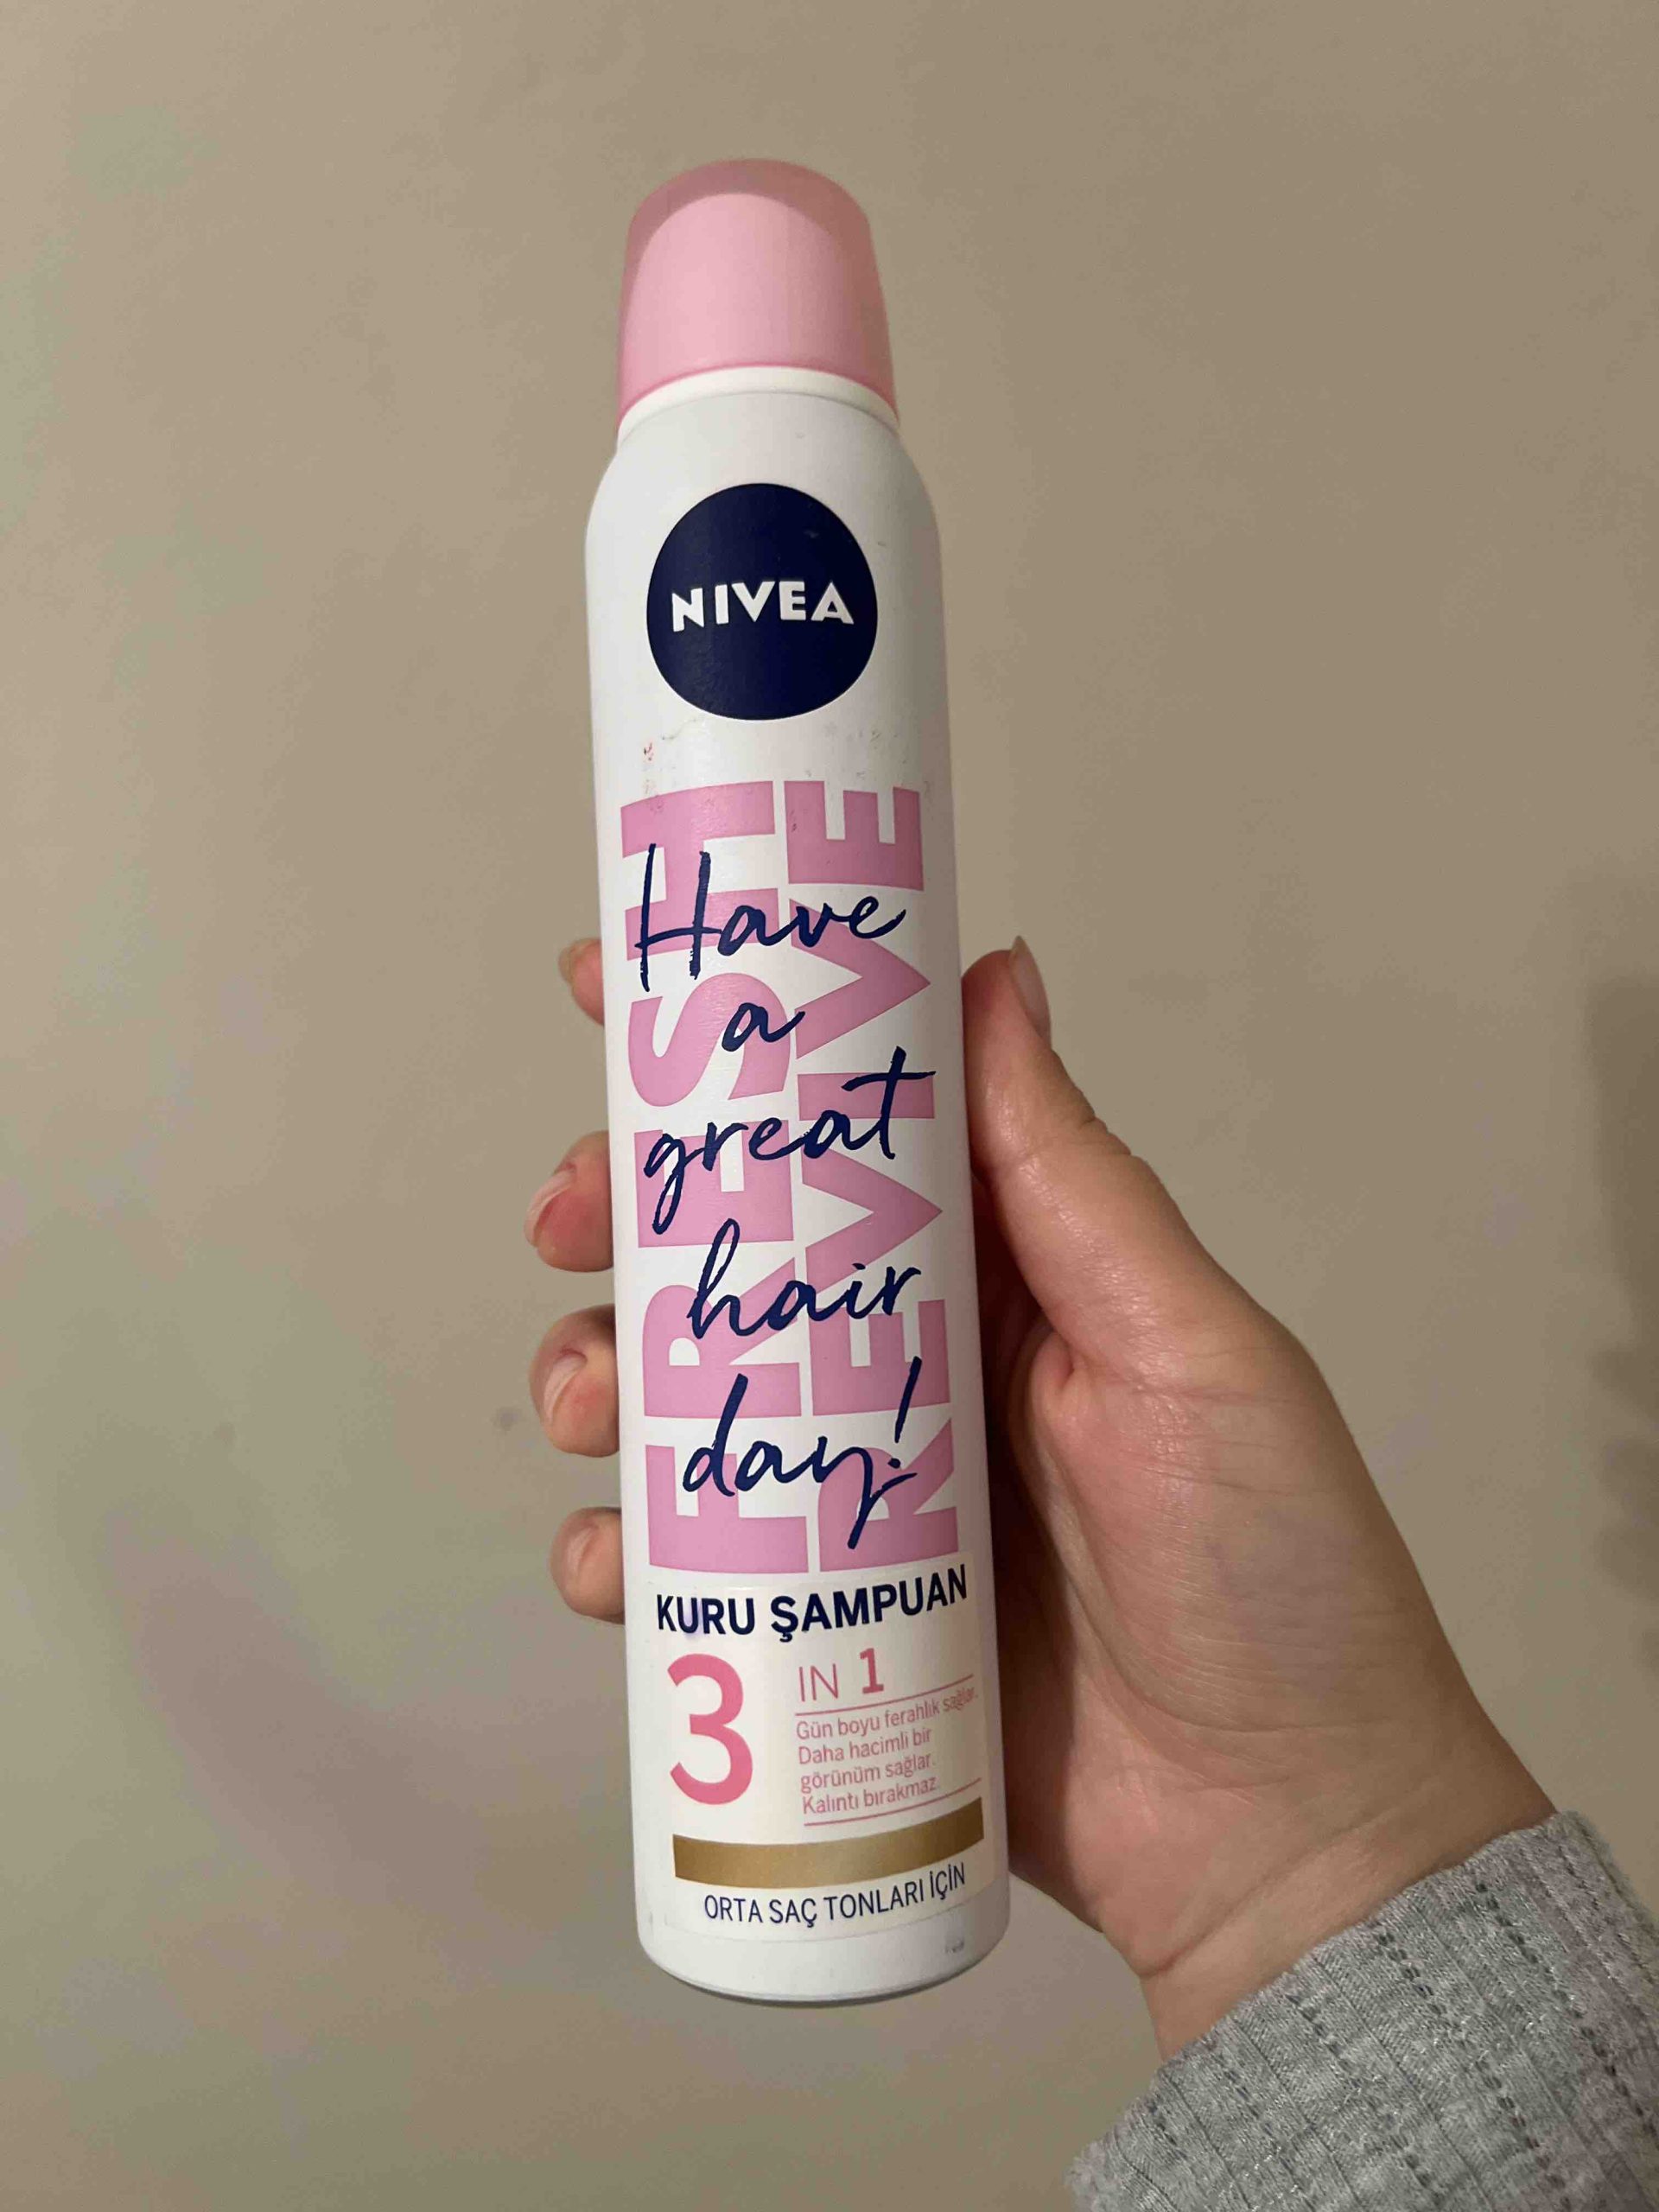 NIVEA
FRESH
REVIVE
Have
a
great
hair
day!
KURU ŞAMPUAN
3 IN 1
Gün boyu ferahlık sağlar.
Daha hacimli bir
görünüm sağlar.
Kalıntı bırakmaz.
ORTA SAÇ TONLARI İÇİN